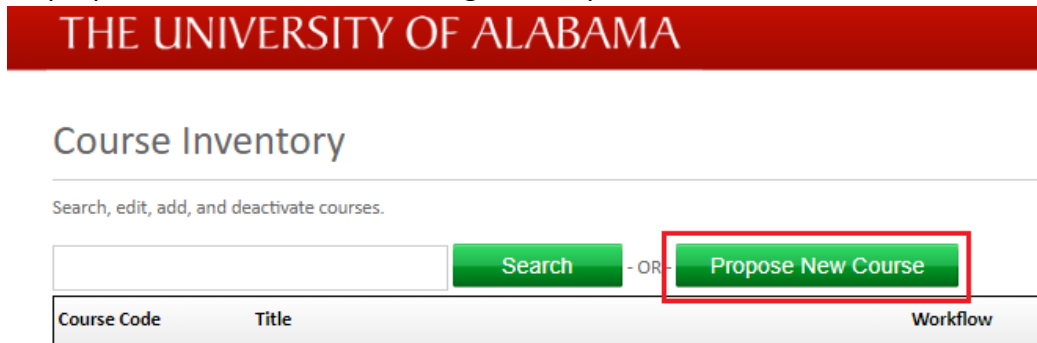 THE UNIVERSITY OF ALABAMA
Course Inventory
Search, edit, add, and deactivate courses.
Search - OR - Propose New Course
Course Code Title Workflow